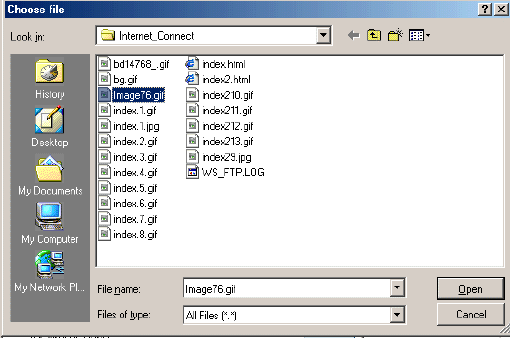 Choose file
Look in:
Internet_Connect
History
Desktop
My Documents
My Computer
My Network Pl...
bd14768_.gif
bg.gif
Image76.gif
index.1.gif
index.1.jpg
index.2.gif
index.3.gif
index.4.gif
index.5.gif
index.6.gif
index.7.gif
index.8.gif
index.html
index2.html
index210.gif
index211.gif
index212.gif
index213.gif
index29.jpg
WS_FTP.LOG
File name:
Image76.gif
Open
Files of type:
All Files (*.*)
Cancel